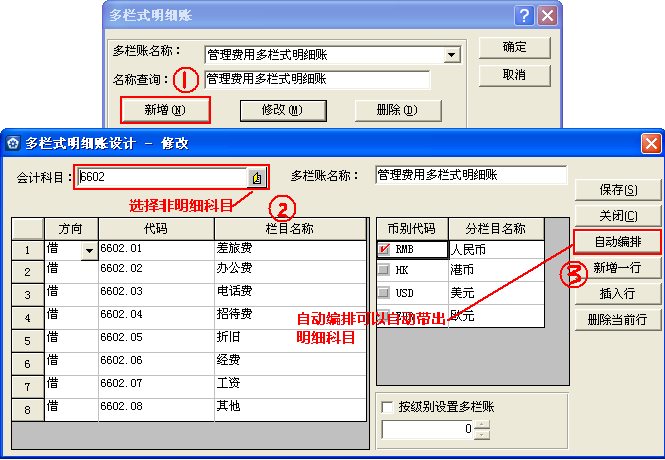 多栏式明细账
多栏账名称： 管理费用多栏式明细账 确定
名称查询： 管理费用多栏式明细账 取消
①
新增(N) 修改(M) 删除(D)
多栏式明细账设计 - 修改
会计科目： 6602 多栏账名称： 管理费用多栏式明细账 保存(S)
选择非明细科目 ② 关闭(C)
方向 代码 栏目名称 币别代码 分栏目名称 自动编排
1 借 6602.01 差旅费 RMB 人民币
2 借 6602.02 办公费 HK 港币 ③ 新增一行
3 借 6602.03 电话费 USD 美元 插入行
4 借 6602.04 招待费 欧元 删除当前行
自动编排可以自动带出
明细科目
5 借 6602.05 折旧
6 借 6602.06 经费
7 借 6602.07 工资
8 借 6602.08 其他
按级别设置多栏账
0